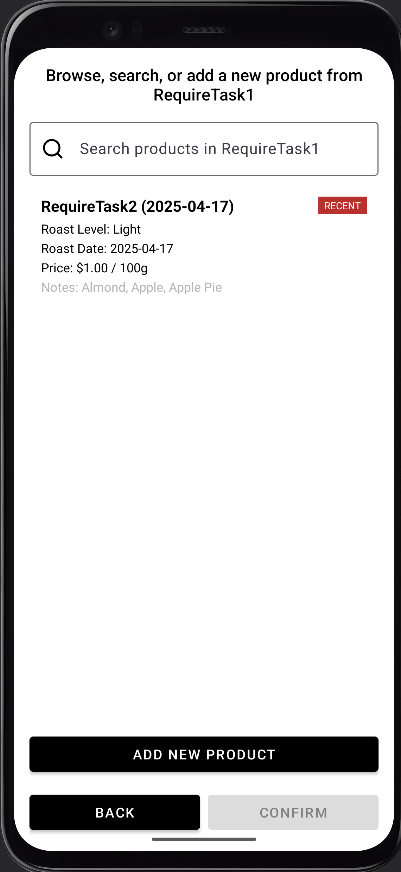 Browse, search, or add a new product from
RequireTask1
Search products in RequireTask1
RequireTask2 (2025-04-17)
RECENT
Roast Level: Light
Roast Date: 2025-04-17
Price: $1.00 / 100g
Notes: Almond, Apple, Apple Pie
ADD NEW PRODUCT
BACK
CONFIRM